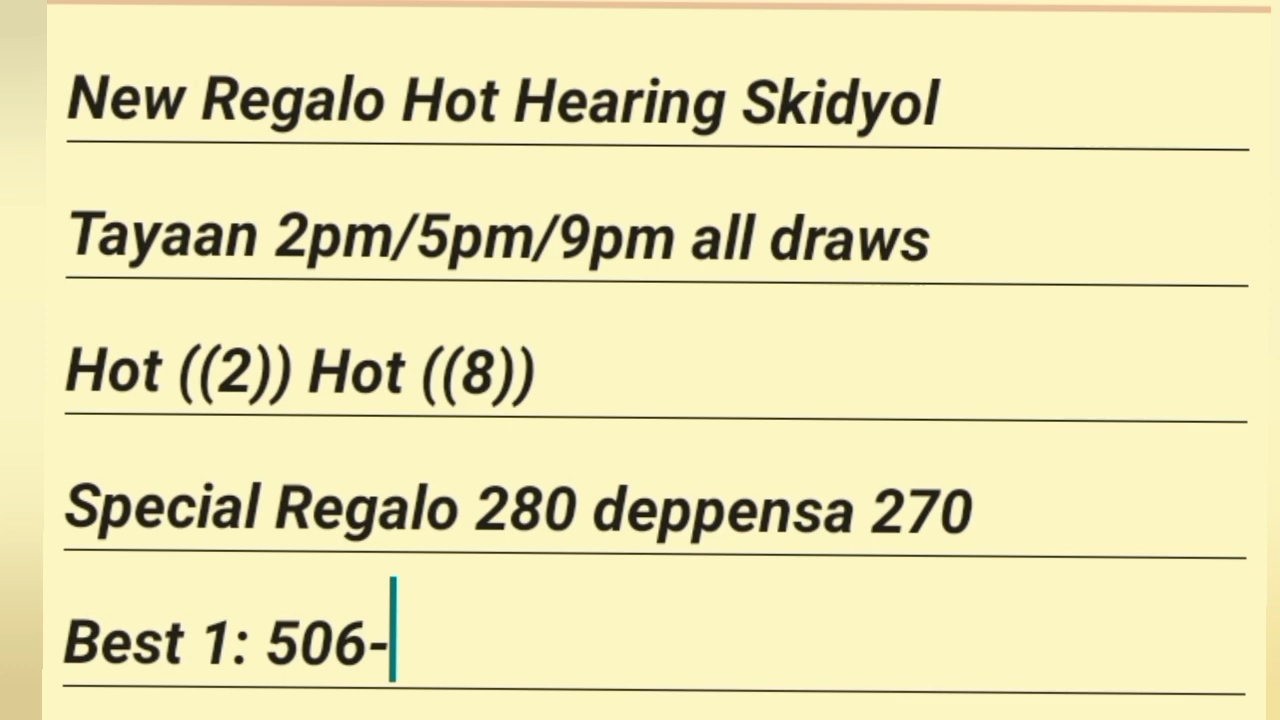 New Regalo Hot Hearing Skidyol
Tayaan 2pm/5pm/9pm all draws
Hot ((2)) Hot ((8))
Special Regalo 280 deppensa 270
Best 1: 506-